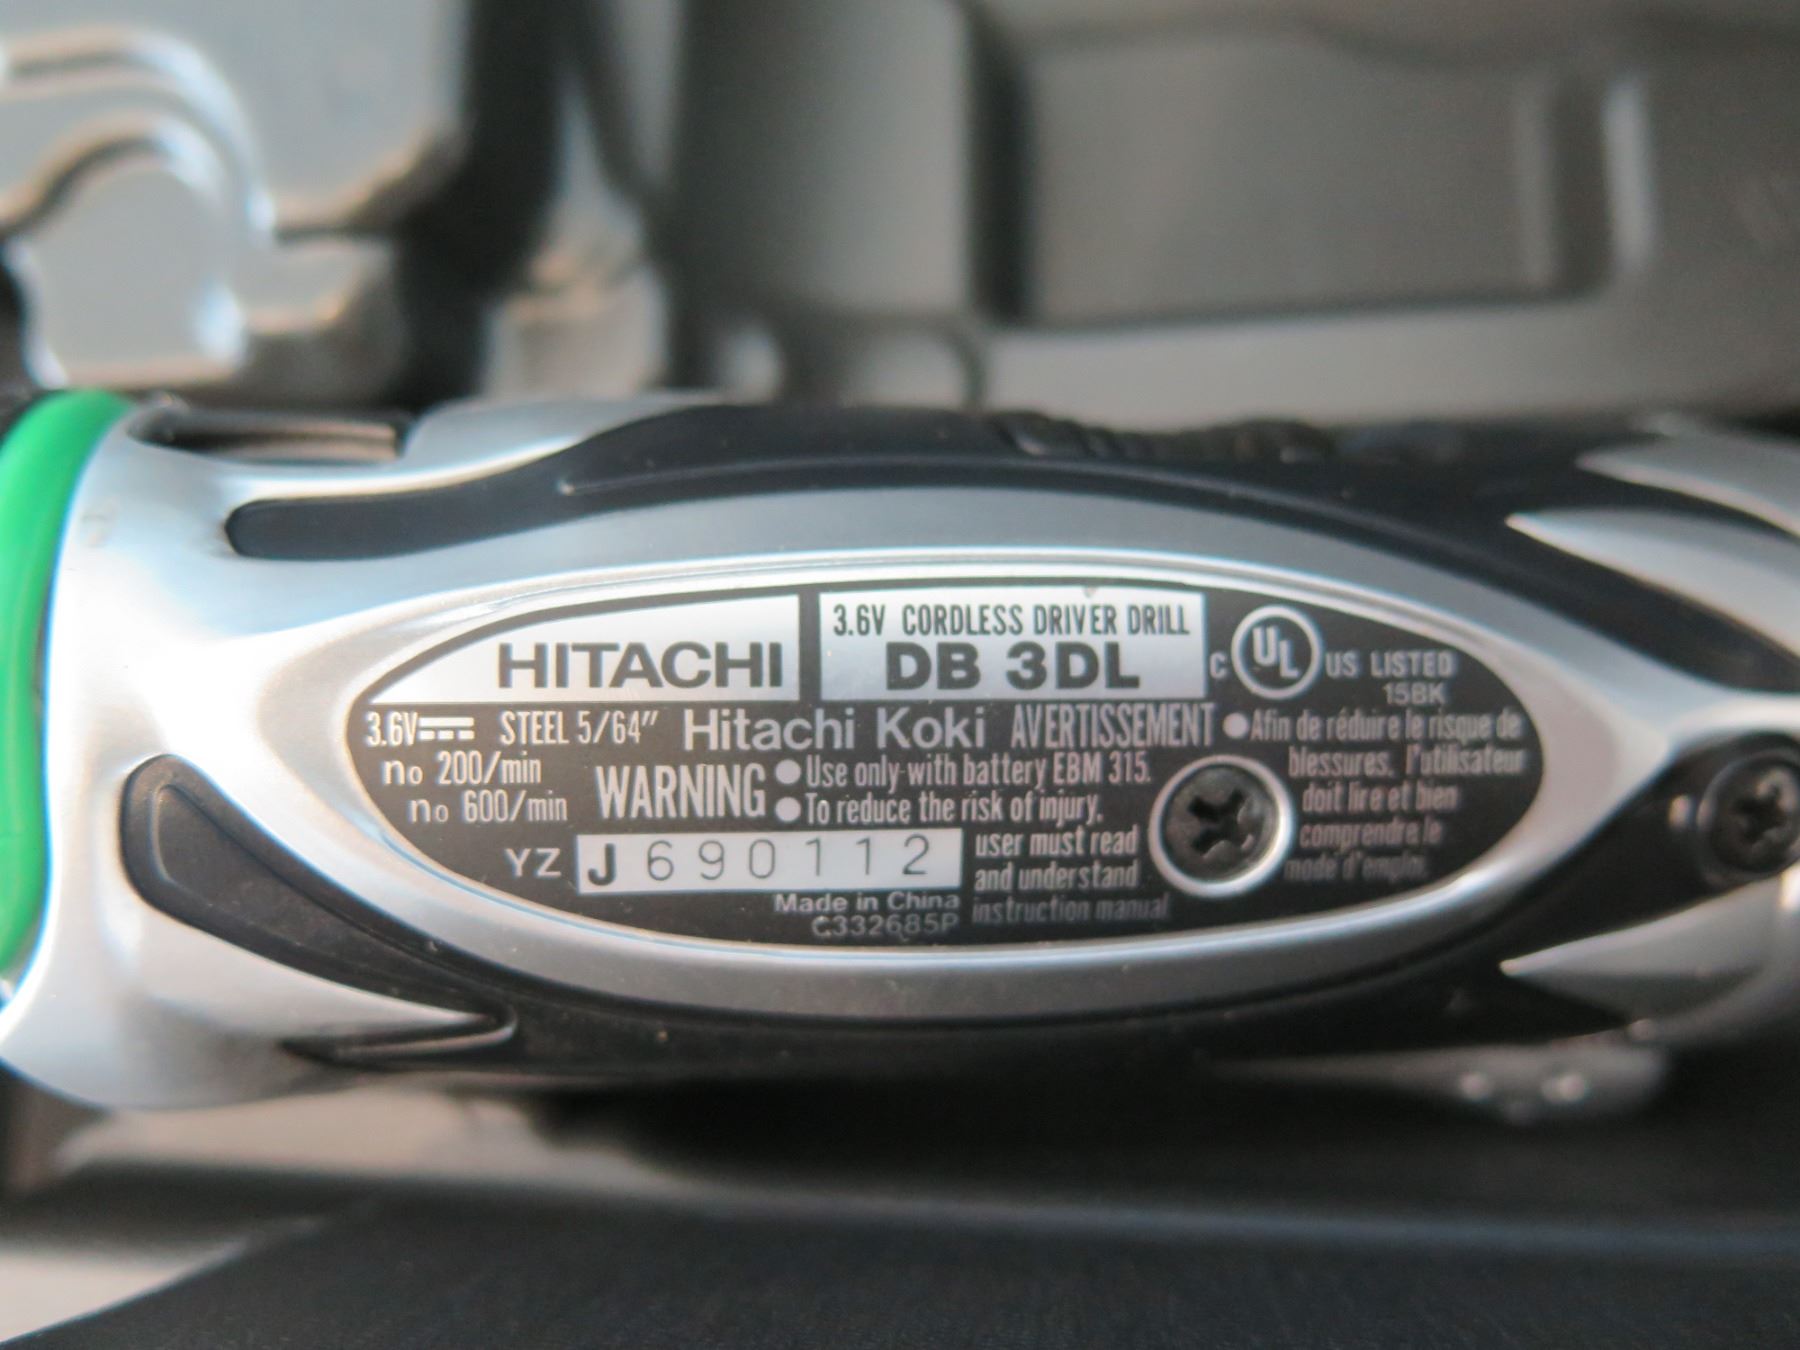 HITACHI
3.6V CORDLESS DRIVER DRILL
DB 3DL
C UL US LISTED
15BK
3.6V⎓ STEEL 5/64"
no 200/min
no 600/min
Hitachi Koki
WARNING
●Use only with battery EBM 315.
●To reduce the risk of injury,
user must read
and understand
instruction manual
AVERTISSEMENT ●Afin de réduire le risque de
blessures, l'utilisateur
doit lire et bien
comprendre le
mode d'emploi.
YZ J690112
Made in China
C332685P